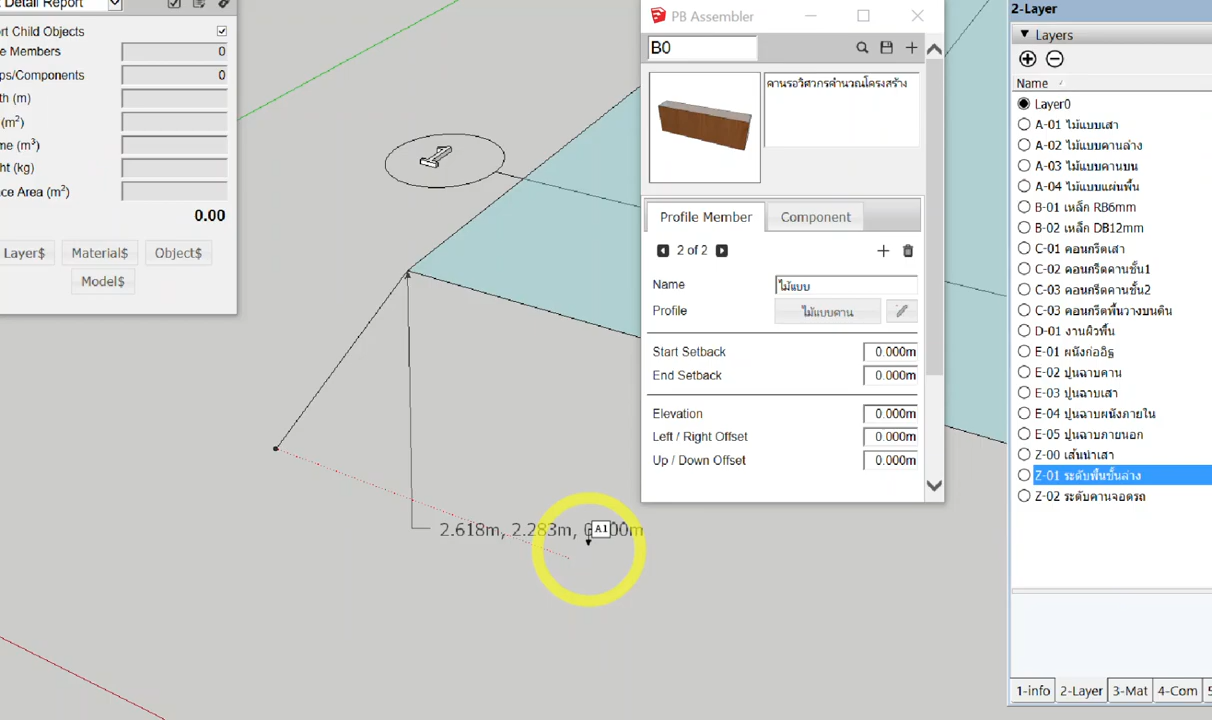 Detail Report
rt Child Objects
e Members 0
ps/Components 0
th (m)
(m²)
me (m³)
ht (kg)
ace Area (m²)
0.00
Layer$ Material$ Object$
Model$
2.618m, 2.283m, 0.00m
A1
PB Assembler
B0
คานรอวิศวกรคำนวณโครงสร้าง
Profile Member Component
2 of 2
Name ไม้แบบ
Profile ไม้แบบคาน
Start Setback 0.000m
End Setback 0.000m
Elevation 0.000m
Left / Right Offset 0.000m
Up / Down Offset 0.000m
2-Layer
Layers
Name
Layer0
A-01 ไม้แบบเสา
A-02 ไม้แบบคานล่าง
A-03 ไม้แบบคานบน
A-04 ไม้แบบแผ่นพื้น
B-01 เหล็ก RB6mm
B-02 เหล็ก DB12mm
C-01 คอนกรีตเสา
C-02 คอนกรีตคานชั้น1
C-03 คอนกรีตคานชั้น2
C-03 คอนกรีตพื้นวางบนดิน
D-01 งานผิวพื้น
E-01 ผนังก่ออิฐ
E-02 ปูนฉาบคาน
E-03 ปูนฉาบเสา
E-04 ปูนฉาบผนังภายใน
E-05 ปูนฉาบภายนอก
Z-00 เส้นนำเสา
Z-01 ระดับพื้นชั้นล่าง
Z-02 ระดับคานจอดรถ
1-info 2-Layer 3-Mat 4-Com 5